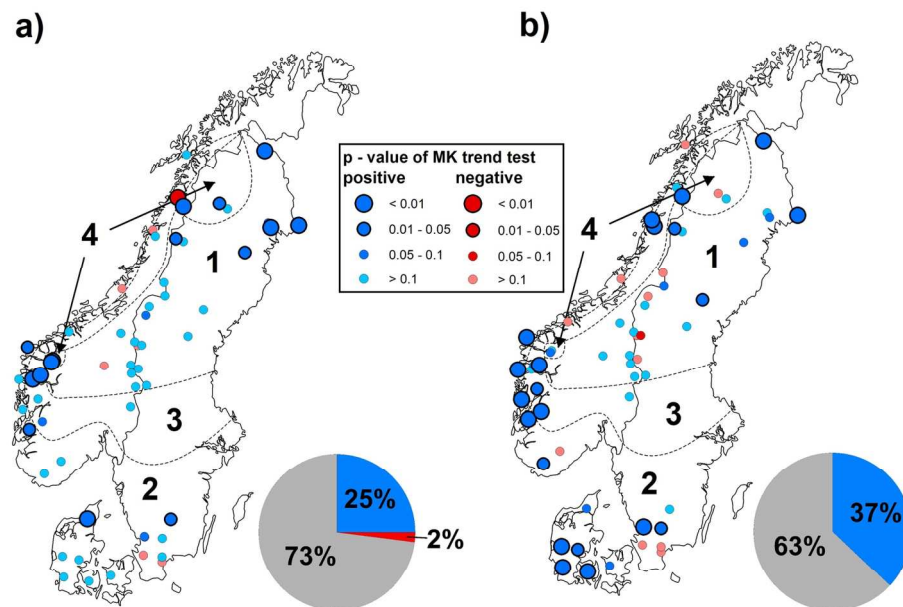 a)
b)
p - value of MK trend test
positive negative
< 0.01 < 0.01
0.01 - 0.05 0.01 - 0.05
0.05 - 0.1 0.05 - 0.1
> 0.1 > 0.1
4
1
3
2
25%
2%
73%
4
1
3
2
37%
63%